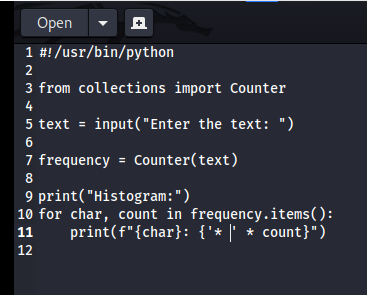 Open
1 #!/usr/bin/python
2
3 from collections import Counter
4
5 text = input("Enter the text: ")
6
7 frequency = Counter(text)
8
9 print("Histogram:")
10 for char, count in frequency.items():
11     print(f"{char}: {'* ' * count}")
12